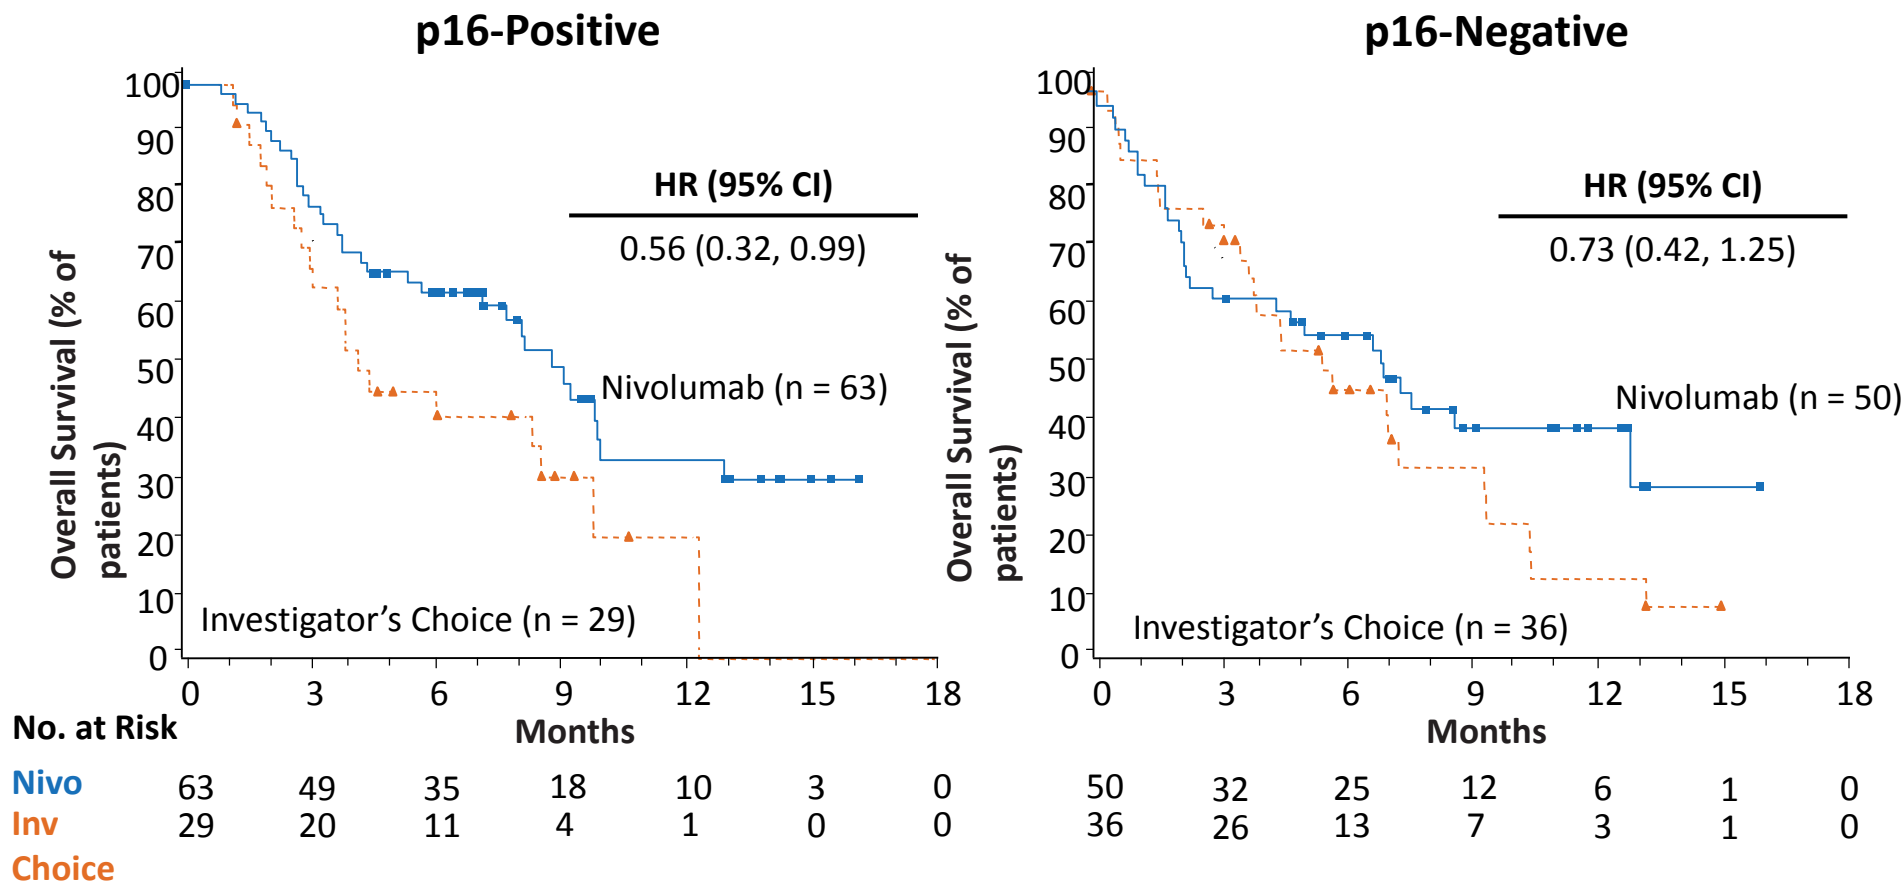 p16-Positive
100
90
80
70
60
50
40
30
20
10
0
Overall Survival (% of
patients)
HR (95% CI)
0.56 (0.32, 0.99)
Nivolumab (n = 63)
Investigator’s Choice (n = 29)
0 3 6 9 12 15 18
Months
p16-Negative
100
90
80
70
60
50
40
30
20
10
0
Overall Survival (% of
patients)
HR (95% CI)
0.73 (0.42, 1.25)
Nivolumab (n = 50)
Investigator’s Choice (n = 36)
0 3 6 9 12 15 18
Months
No. at Risk
Nivo 63 49 35 18 10 3 0 50 32 25 12 6 1 0
Inv 29 20 11 4 1 0 0 36 26 13 7 3 1 0
Choice